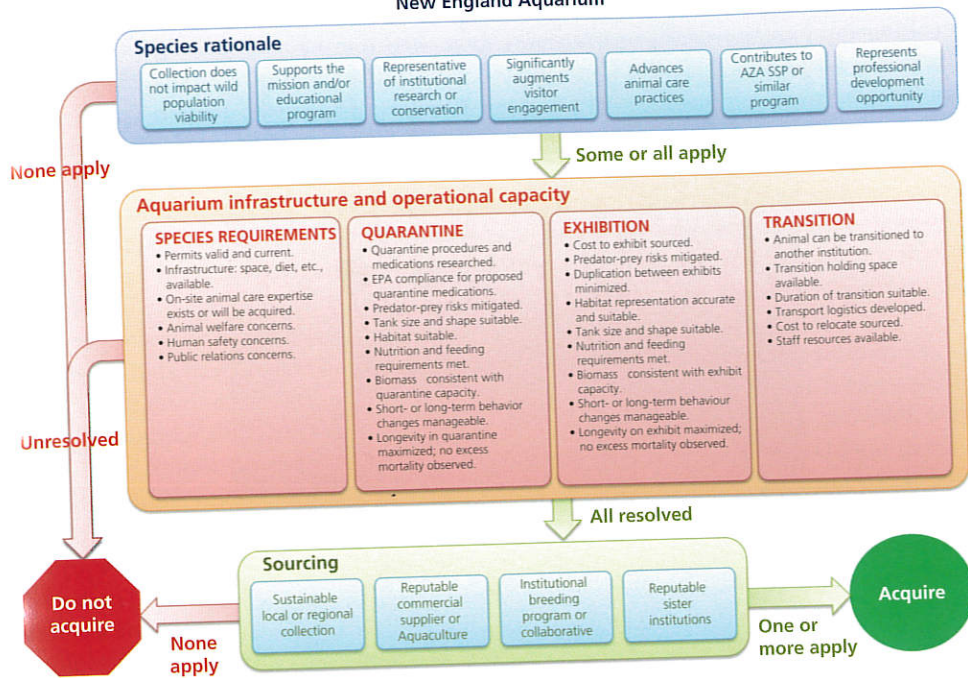 New England Aquarium
Species rationale
Collection does
not impact wild
population
viability
Supports the
mission and/or
educational
program
Representative
of institutional
research or
conservation
Significantly
augments
visitor
engagement
Advances
animal care
practices
Contributes to
AZA SSP or
similar
program
Represents
professional
development
opportunity
None apply
Some or all apply
Aquarium infrastructure and operational capacity
SPECIES REQUIREMENTS
• Permits valid and current.
• Infrastructure: space, diet, etc.,
available.
• On-site animal care expertise
exists or will be acquired.
• Animal welfare concerns.
• Human safety concerns.
• Public relations concerns.
QUARANTINE
• Quarantine procedures and
medications researched.
• EPA compliance for proposed
quarantine medications.
• Predator-prey risks mitigated.
• Tank size and shape suitable.
• Habitat suitable.
• Nutrition and feeding
requirements met.
• Biomass consistent with
quarantine capacity.
• Short- or long-term behavior
changes manageable.
• Longevity in quarantine
maximized; no excess
mortality observed.
EXHIBITION
• Cost to exhibit sourced.
• Predator-prey risks mitigated.
• Duplication between exhibits
minimized.
• Habitat representation accurate
and suitable.
• Tank size and shape suitable.
• Nutrition and feeding
requirements met.
• Biomass consistent with exhibit
capacity.
• Short- or long-term behaviour
changes manageable.
• Longevity on exhibit maximized;
no excess mortality observed.
TRANSITION
• Animal can be transitioned to
another institution.
• Transition holding space
available.
• Duration of transition suitable.
• Transport logistics developed.
• Cost to relocate sourced.
• Staff resources available.
Unresolved
All resolved
Sourcing
Sustainable
local or regional
collection
Reputable
commercial
supplier or
Aquaculture
Institutional
breeding
program or
collaborative
Reputable
sister
institutions
Do not
acquire
None
apply
One or
more apply
Acquire